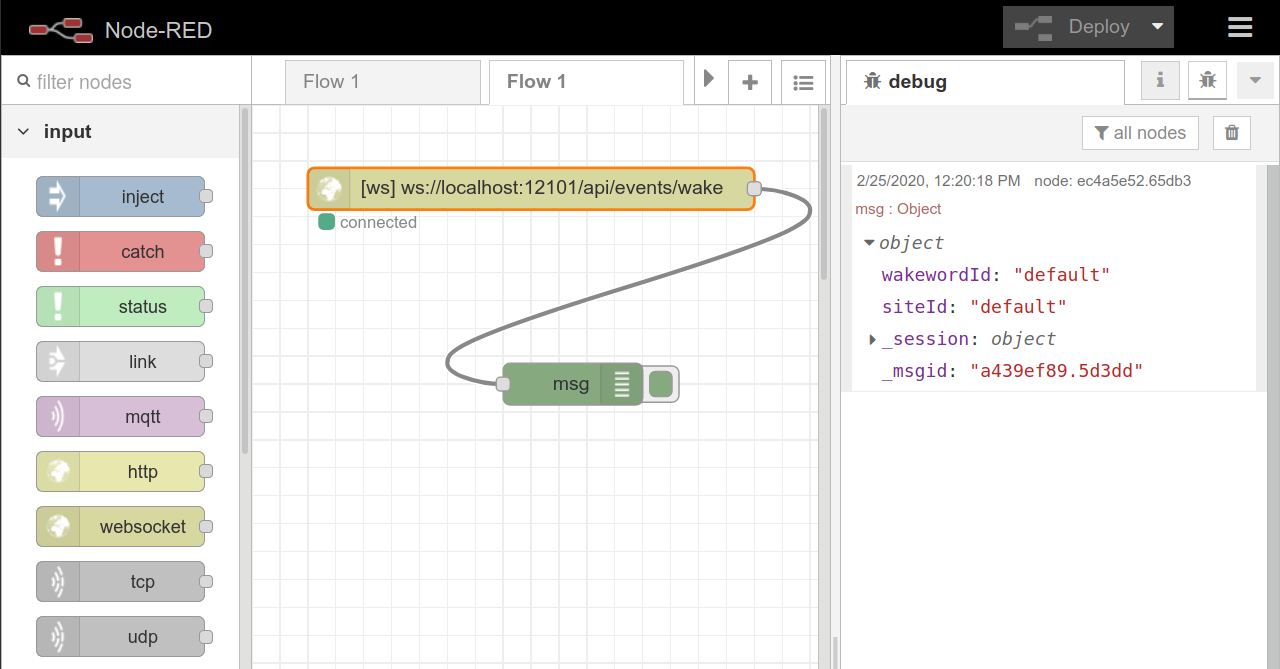 Node-RED
Deploy
filter nodes
Flow 1
Flow 1
debug
input
all nodes
inject
catch
status
link
mqtt
http
websocket
tcp
udp
[ws] ws://localhost:12101/api/events/wake
connected
msg
2/25/2020, 12:20:18 PM node: ec4a5e52.65db3
msg : Object
object
wakewordId: "default"
siteId: "default"
_session: object
_msgid: "a439ef89.5d3dd"